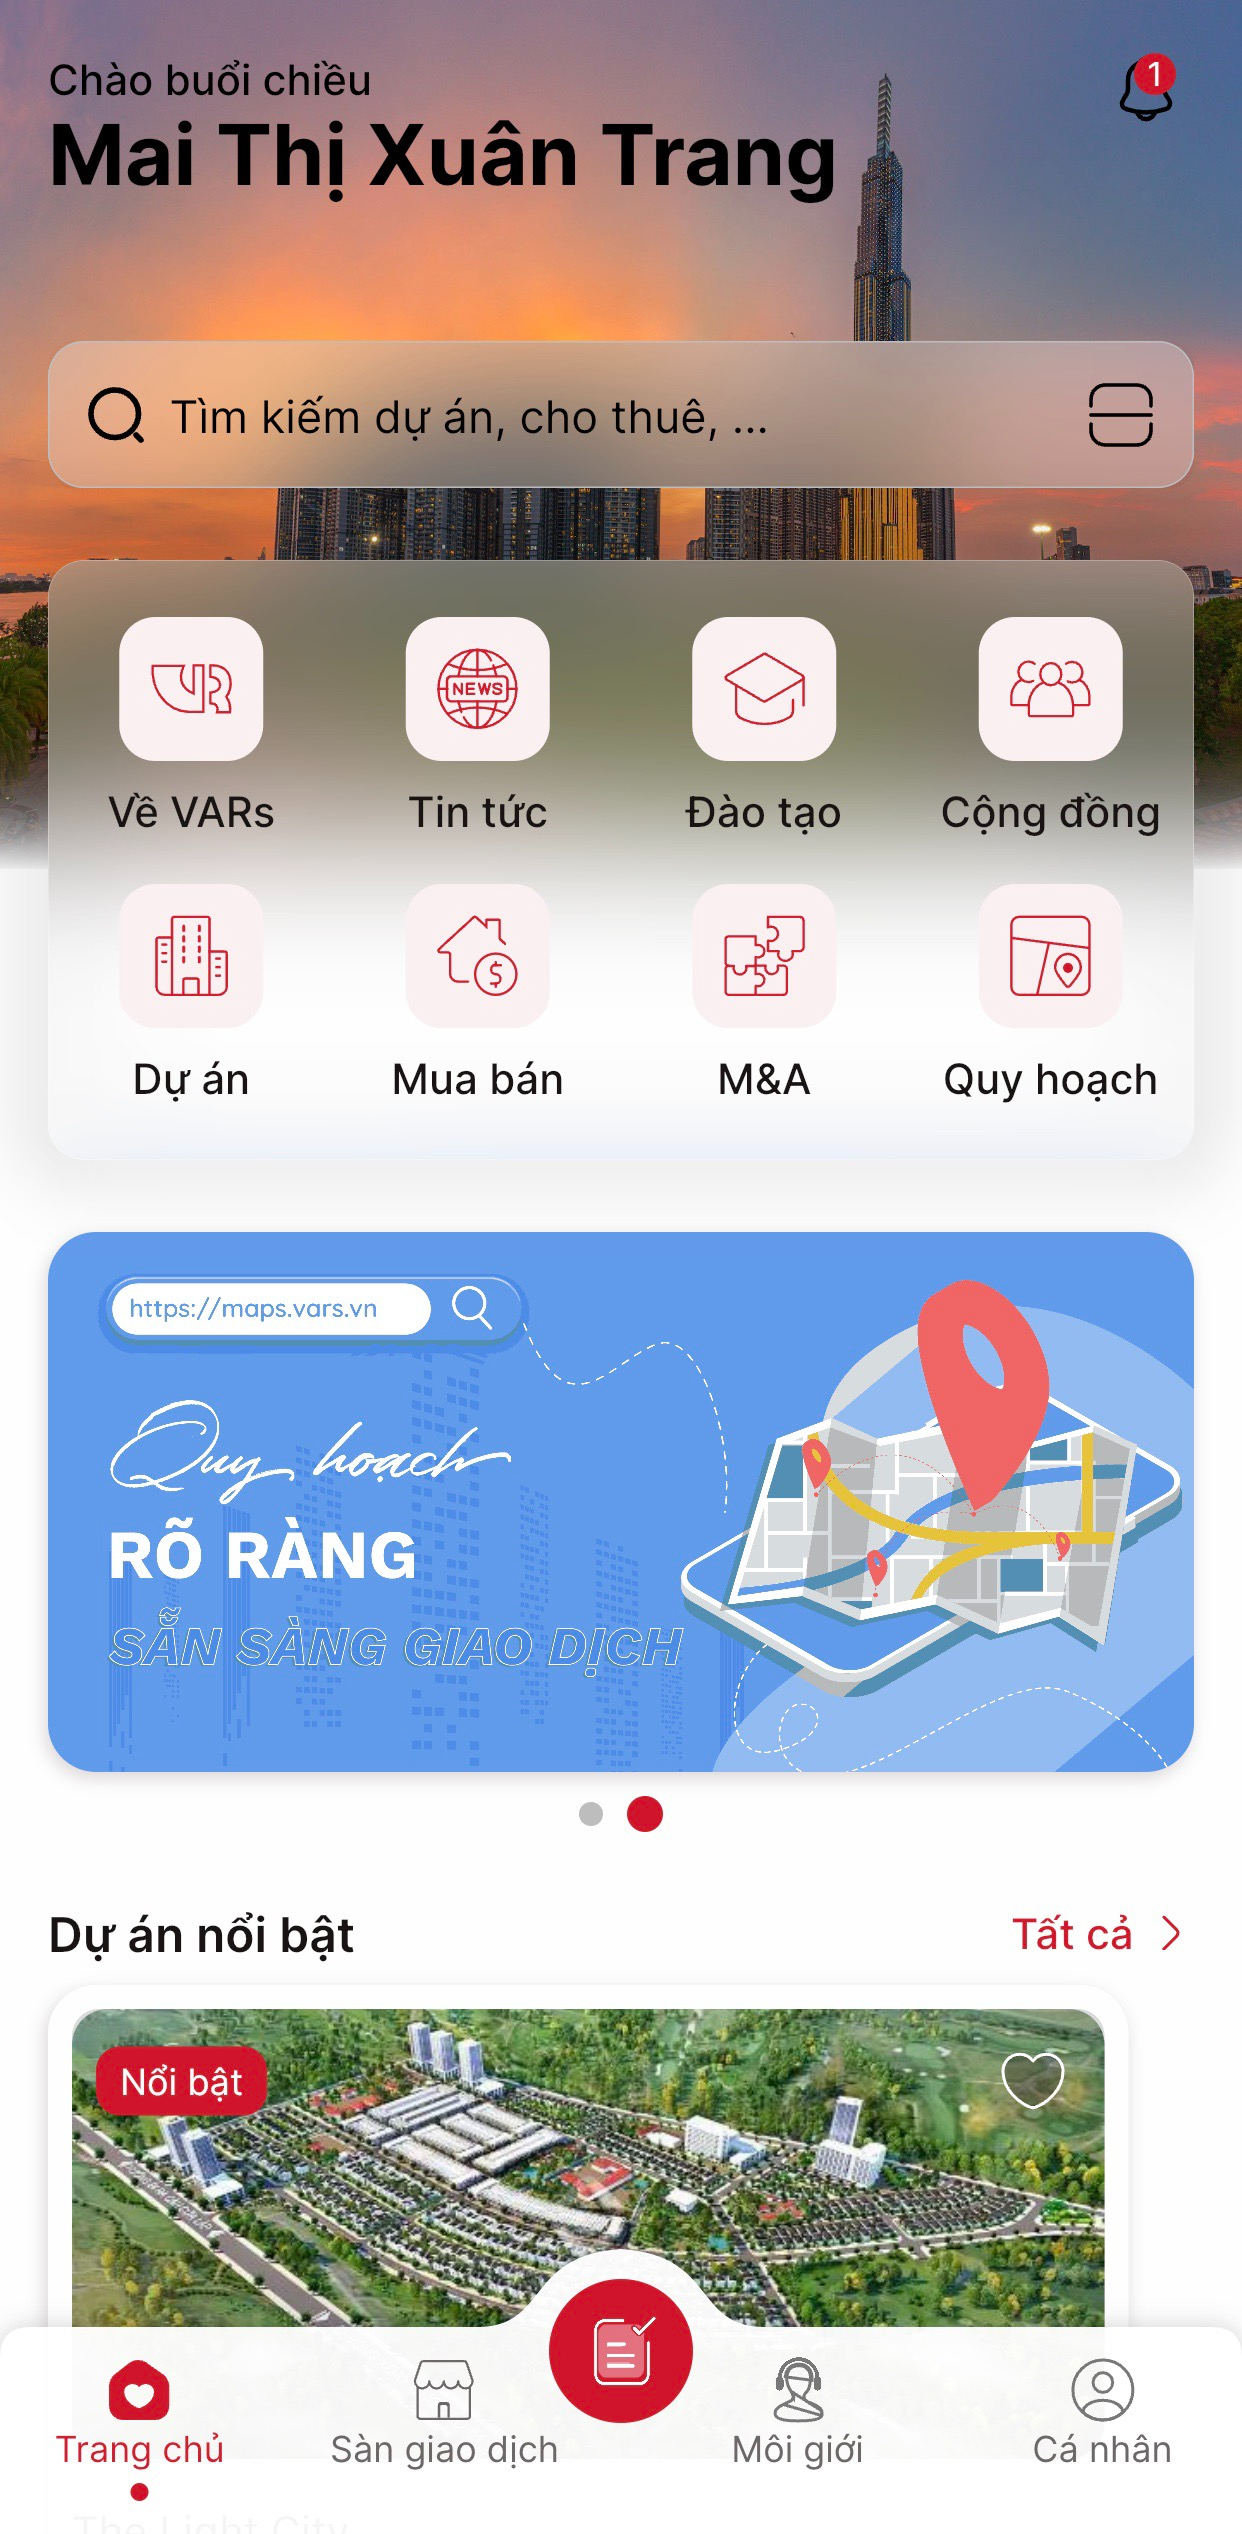 Chào buổi chiều
1
Mai Thị Xuân Trang
Tìm kiếm dự án, cho thuê, ...
NEWS
Về VARs
Tin tức
Đào tạo
Cộng đồng
$
Dự án
Mua bán
M&A
Quy hoạch
https://maps.vars.vn
Quy hoạch
RÕ RÀNG
SẴN SÀNG GIAO DỊCH
Dự án nổi bật
Tất cả
Nổi bật
Trang chủ
Sàn giao dịch
Môi giới
Cá nhân
The Light City